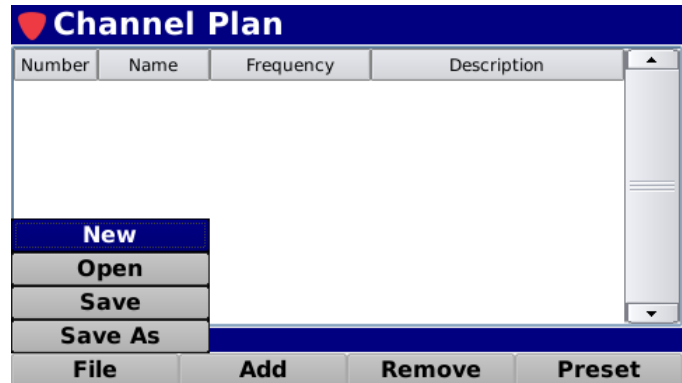 Channel Plan
Number Name Frequency Description
New
Open
Save
Save As
File Add Remove Preset